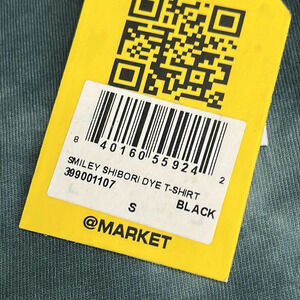 8 40160 55924 2
SMILEY SHIBORI DYE T-SHIRT
399001107
S BLACK
@MARKET